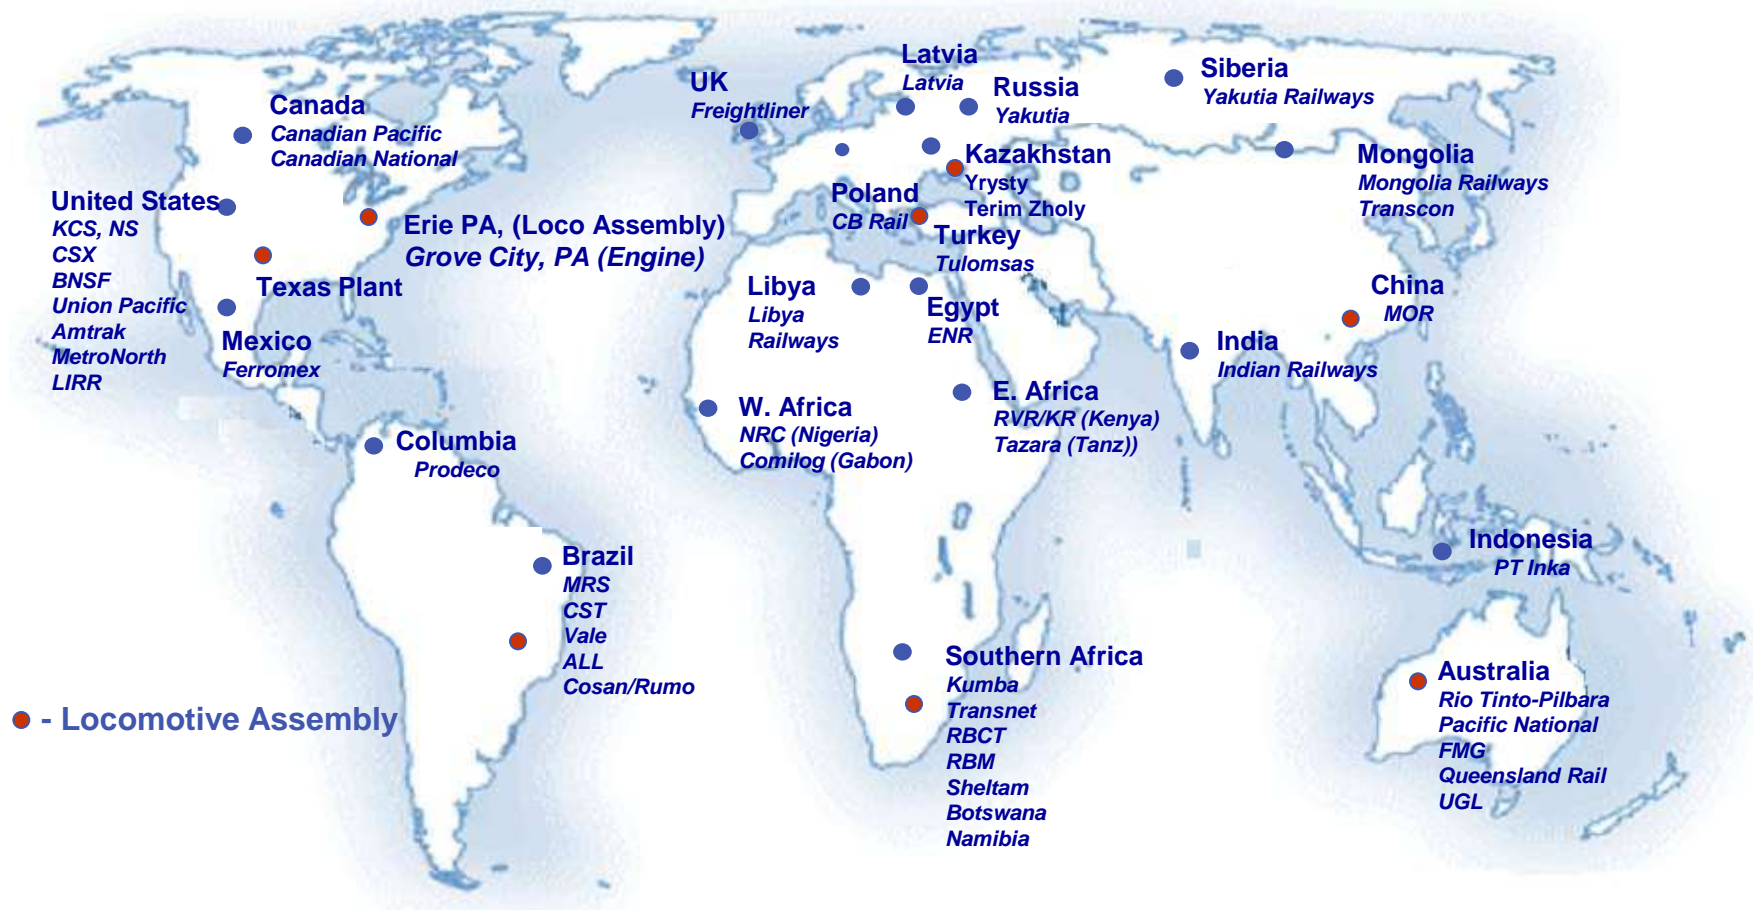 Canada
Canadian Pacific
Canadian National
United States
KCS, NS
CSX
BNSF
Union Pacific
Amtrak
MetroNorth
LIRR
Erie PA, (Loco Assembly)
Grove City, PA (Engine)
Texas Plant
Mexico
Ferromex
Columbia
Prodeco
Brazil
MRS
CST
Vale
ALL
Cosan/Rumo
- Locomotive Assembly
UK
Freightliner
Latvia
Latvia
Russia
Yakutia
Siberia
Yakutia Railways
Kazakhstan
Yrysty
Terim Zholy
Poland
CB Rail
Turkey
Tulomsas
Mongolia
Mongolia Railways
Transcon
Libya
Libya
Railways
Egypt
ENR
China
MOR
India
Indian Railways
W. Africa
NRC (Nigeria)
Comilog (Gabon)
E. Africa
RVR/KR (Kenya)
Tazara (Tanz))
Indonesia
PT Inka
Southern Africa
Kumba
Transnet
RBCT
RBM
Sheltam
Botswana
Namibia
Australia
Rio Tinto-Pilbara
Pacific National
FMG
Queensland Rail
UGL